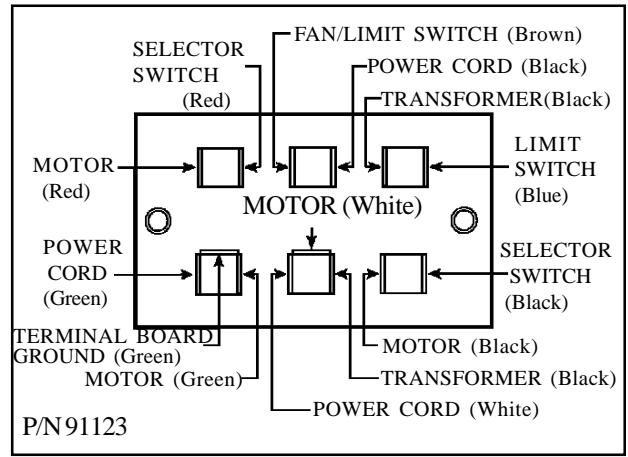 FAN/LIMIT SWITCH (Brown)
SELECTOR
SWITCH
(Red)
POWER CORD (Black)
TRANSFORMER(Black)
MOTOR
(Red)
LIMIT
SWITCH
(Blue)
MOTOR (White)
POWER
CORD
(Green)
SELECTOR
SWITCH
(Black)
TERMINAL BOARD
GROUND (Green)
MOTOR (Green)
MOTOR (Black)
TRANSFORMER (Black)
POWER CORD (White)
P/N 91123